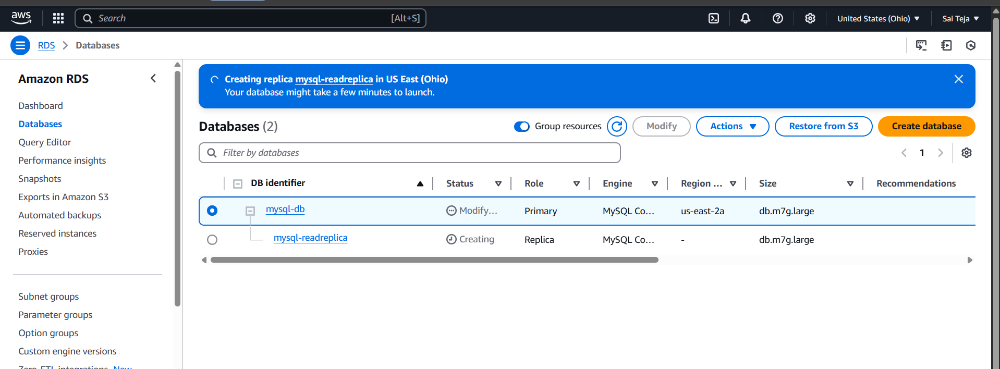 aws
Search [Alt+S]
United States (Ohio)
Sai Teja
RDS
Databases
Amazon RDS
Dashboard
Databases
Query Editor
Performance insights
Snapshots
Exports in Amazon S3
Automated backups
Reserved instances
Proxies
Subnet groups
Parameter groups
Option groups
Custom engine versions
Zero-ETL integrations New
Creating replica mysql-readreplica in US East (Ohio)
Your database might take a few minutes to launch.
Databases (2)
Group resources
Modify
Actions
Restore from S3
Create database
Filter by databases
1
DB identifier Status Role Engine Region ... Size Recommendations
mysql-db Modify... Primary MySQL Co... us-east-2a db.m7g.large
mysql-readreplica Creating Replica MySQL Co... - db.m7g.large